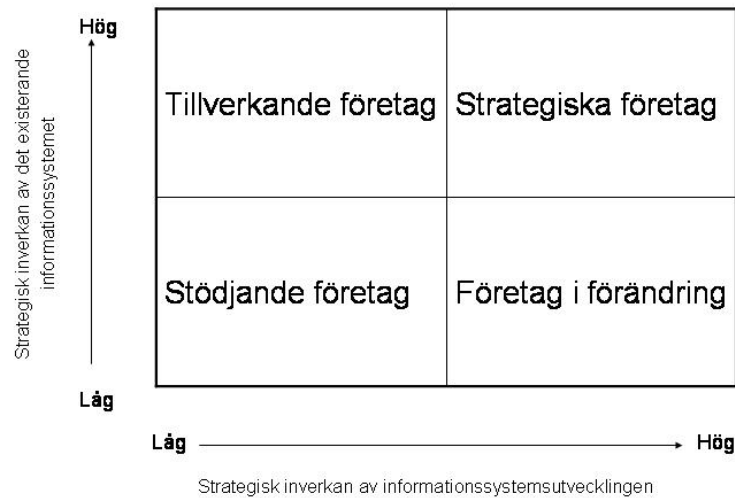 Hög
Strategisk inverkan av det existerande
informationssystemet
Tillverkande företag
Strategiska företag
Stödjande företag
Företag i förändring
Låg
Låg
Hög
Strategisk inverkan av informationssystemsutvecklingen